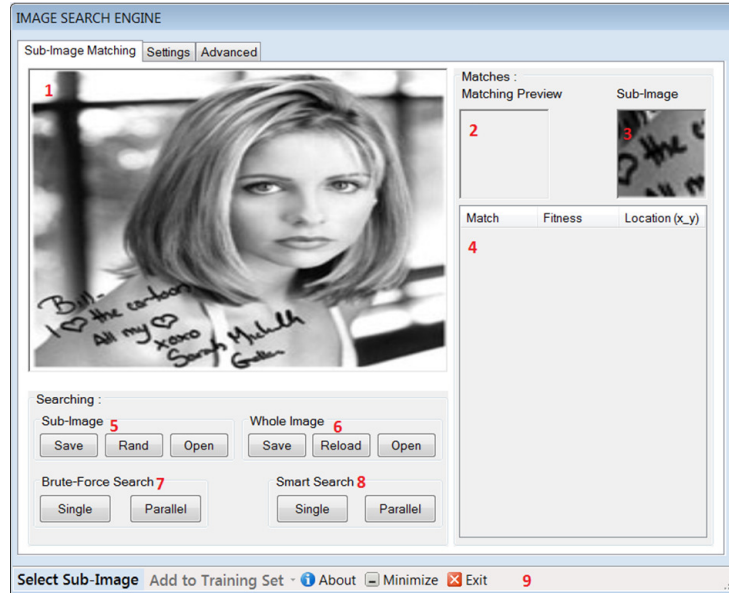 IMAGE SEARCH ENGINE
Sub-Image Matching Settings Advanced
1
Bill-
I ♡ the cartoon
All my ♡
xoxo
Sarah Michelle
Gellar
Matches :
Matching Preview Sub-Image
2
3
the
All m
Match Fitness Location (x_y)
4
Searching :
Sub-Image 5
Save Rand Open
Whole Image 6
Save Reload Open
Brute-Force Search 7
Single Parallel
Smart Search 8
Single Parallel
Select Sub-Image Add to Training Set About Minimize Exit 9